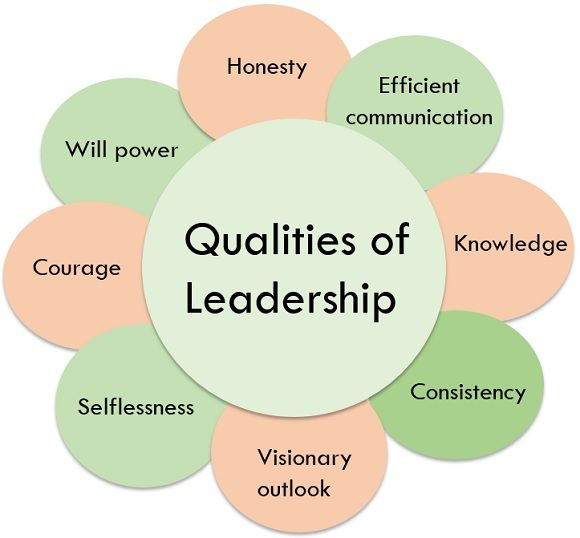 Qualities of
Leadership
Honesty
Efficient
communication
Knowledge
Consistency
Visionary
outlook
Selflessness
Courage
Will power